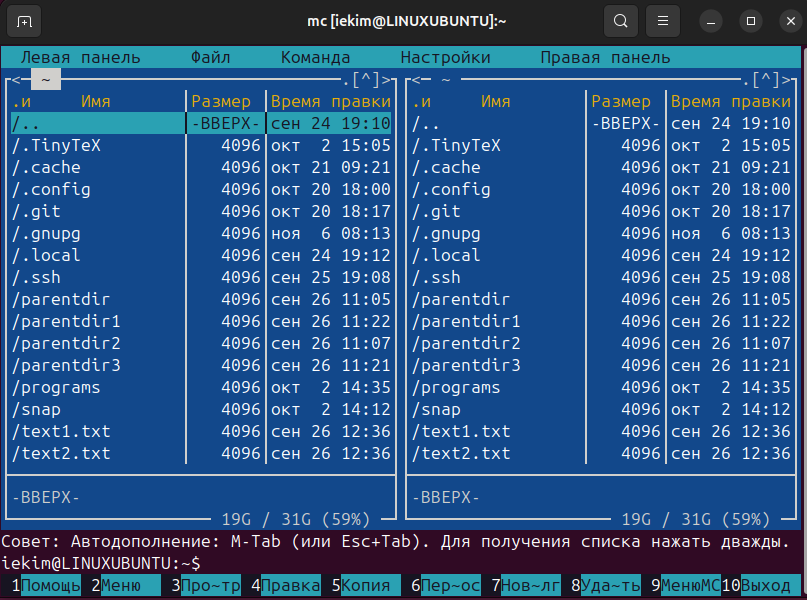 mc [iekim@LINUXUBUNTU]:~
Левая панель Файл Команда Настройки Правая панель
<- ~ .[^]> <- ~ .[^]>
.и Имя Размер Время правки .и Имя Размер Время правки
/.. -ВВЕРХ- сен 24 19:10 /.. -ВВЕРХ- сен 24 19:10
/.TinyTeX 4096 окт 2 15:05 /.TinyTeX 4096 окт 2 15:05
/.cache 4096 окт 21 09:21 /.cache 4096 окт 21 09:21
/.config 4096 окт 20 18:00 /.config 4096 окт 20 18:00
/.git 4096 окт 20 18:17 /.git 4096 окт 20 18:17
/.gnupg 4096 ноя 6 08:13 /.gnupg 4096 ноя 6 08:13
/.local 4096 сен 24 19:12 /.local 4096 сен 24 19:12
/.ssh 4096 сен 25 19:08 /.ssh 4096 сен 25 19:08
/parentdir 4096 сен 26 11:05 /parentdir 4096 сен 26 11:05
/parentdir1 4096 сен 26 11:22 /parentdir1 4096 сен 26 11:22
/parentdir2 4096 сен 26 11:07 /parentdir2 4096 сен 26 11:07
/parentdir3 4096 сен 26 11:21 /parentdir3 4096 сен 26 11:21
/programs 4096 окт 2 14:35 /programs 4096 окт 2 14:35
/snap 4096 окт 2 14:12 /snap 4096 окт 2 14:12
/text1.txt 4096 сен 26 12:36 /text1.txt 4096 сен 26 12:36
/text2.txt 4096 сен 26 12:36 /text2.txt 4096 сен 26 12:36
-ВВЕРХ- -ВВЕРХ-
19G / 31G (59%) 19G / 31G (59%)
Совет: Автодополнение: M-Tab (или Esc+Tab). Для получения списка нажать дважды.
iekim@LINUXUBUNTU:~$
1Помощь 2Меню 3Про~тр 4Правка 5Копия 6Пер~ос 7Нов~лг 8Уда~ть 9МенюМС 10Выход